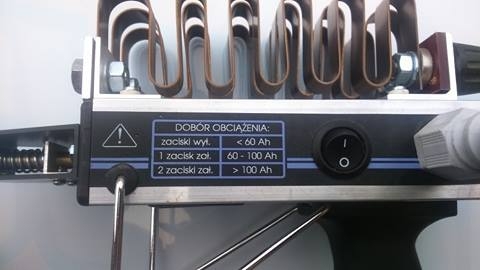 DOBÓR OBCIĄŻENIA:
zaciski wył. < 60 Ah
1 zacisk zał. 60 - 100 Ah
2 zaciski zał. > 100 Ah
I
O